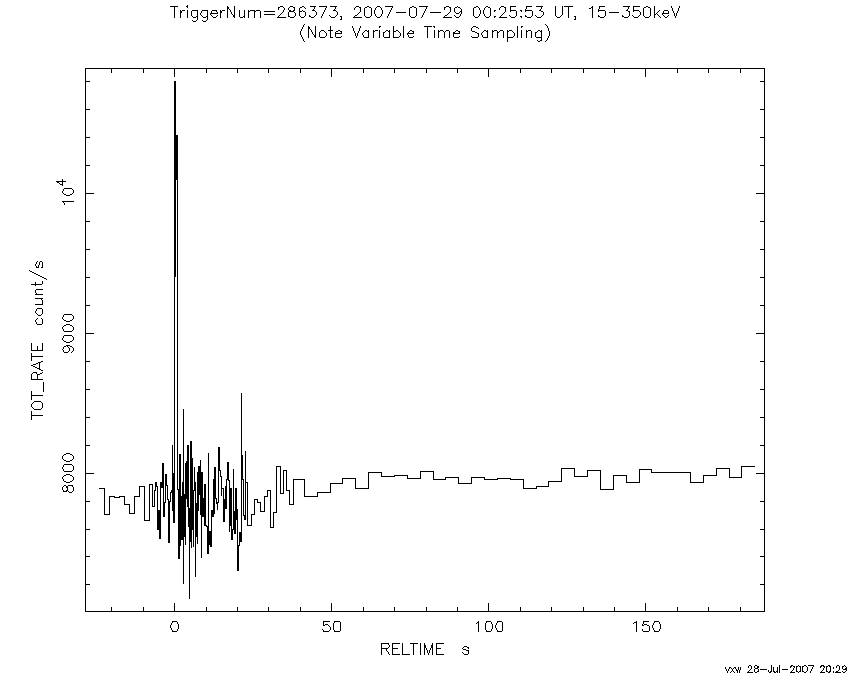 TriggerNum=286373, 2007-07-29 00:25:53 UT, 15-350keV
(Note Variable Time Sampling)
10^4
9000
8000
TOT_RATE count/s
0 50 100 150
RELTIME s
vxw 28-Jul-2007 20:29